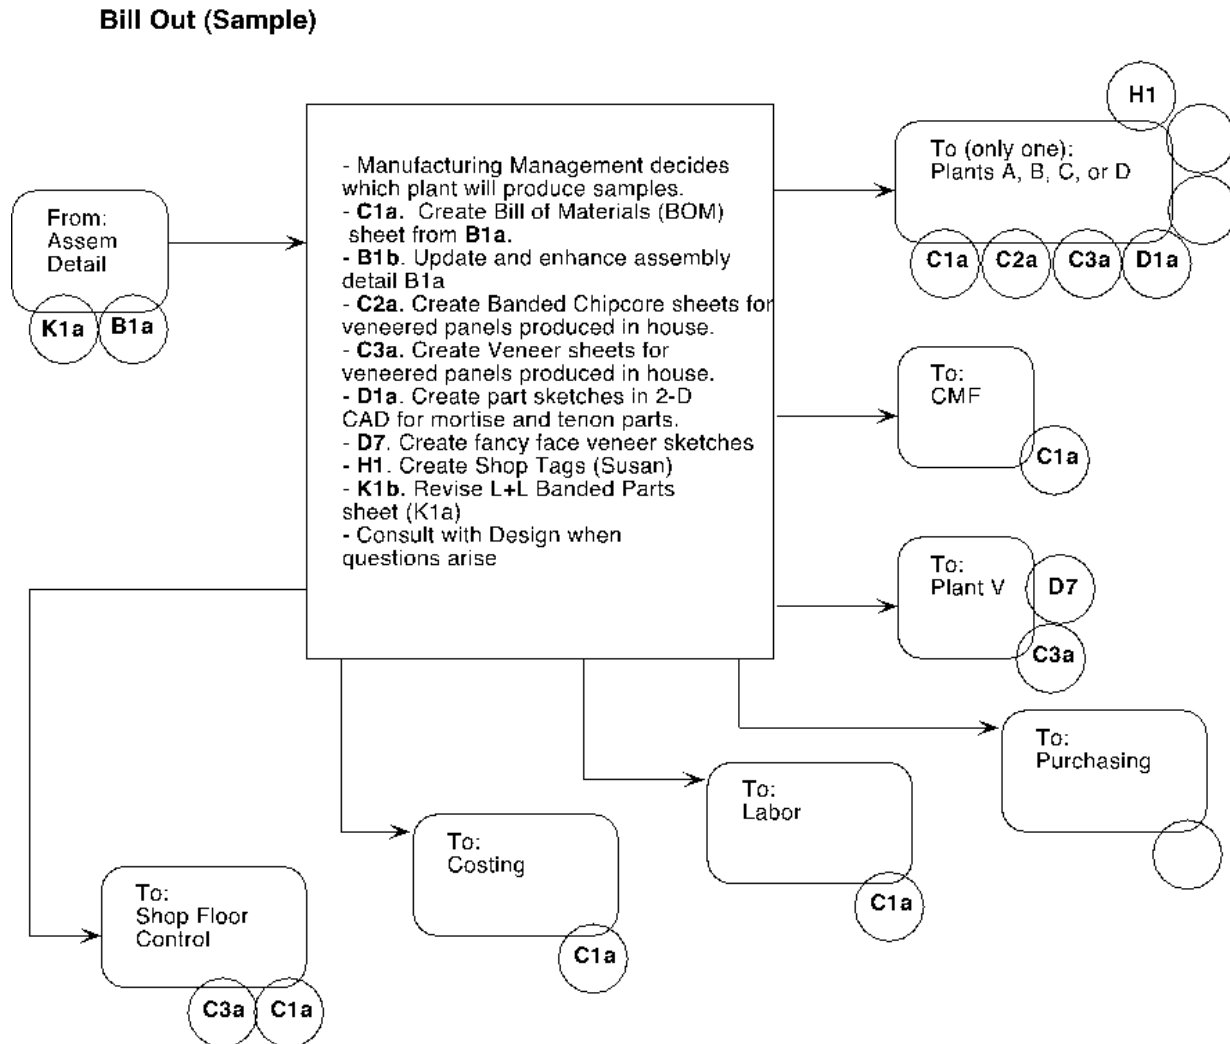 Bill Out (Sample)
From:
Assem
Detail
K1a
B1a
- Manufacturing Management decides
which plant will produce samples.
- C1a. Create Bill of Materials (BOM)
sheet from B1a.
- B1b. Update and enhance assembly
detail B1a
- C2a. Create Banded Chipcore sheets for
veneered panels produced in house.
- C3a. Create Veneer sheets for
veneered panels produced in house.
- D1a. Create part sketches in 2-D
CAD for mortise and tenon parts.
- D7. Create fancy face veneer sketches
- H1. Create Shop Tags (Susan)
- K1b. Revise L+L Banded Parts
sheet (K1a)
- Consult with Design when
questions arise
H1
To (only one):
Plants A, B, C, or D
C1a
C2a
C3a
D1a
To:
CMF
C1a
To:
Plant V
D7
C3a
To:
Purchasing
To:
Labor
C1a
To:
Costing
C1a
To:
Shop Floor
Control
C3a
C1a